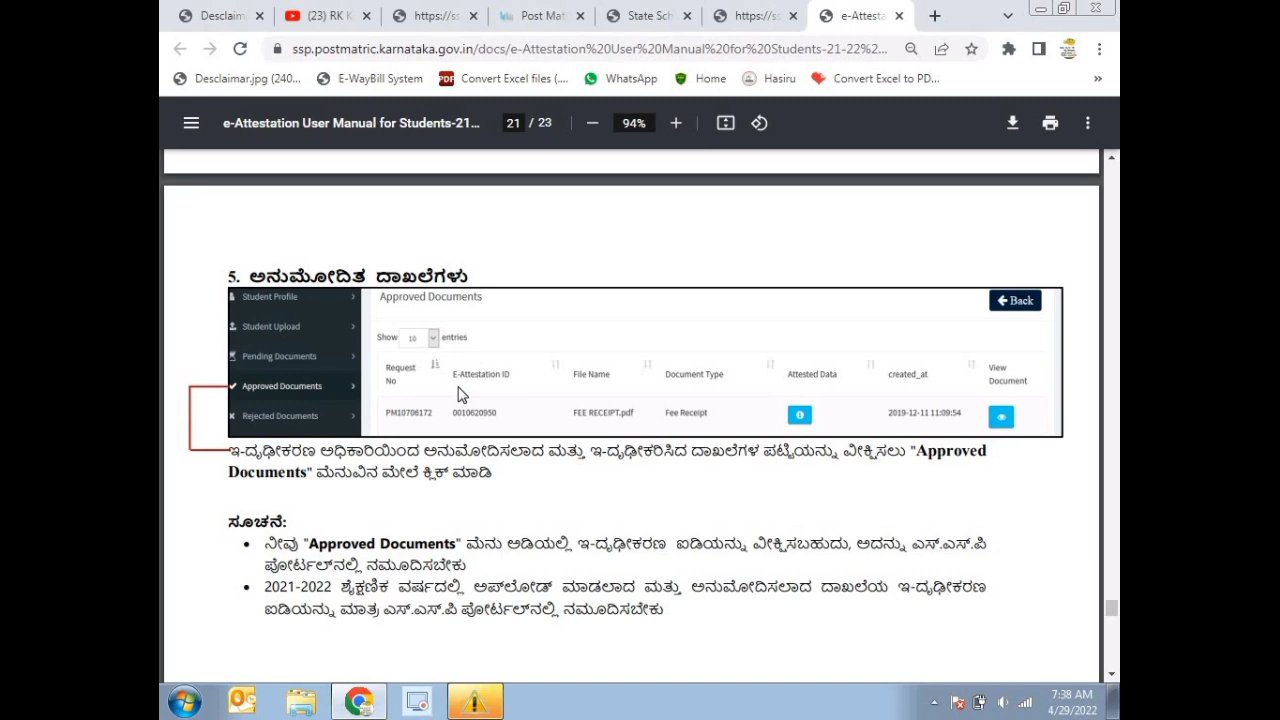 Desclaim
(23) RK K
https://ss
Post Mat
State Sch
https://ss
e-Attesta
ssp.postmatric.karnataka.gov.in/docs/e-Attestation%20User%20Manual%20for%20Students-21-22%2...
Desclaimar.jpg (240...
E-WayBill System
PDF
Convert Excel files (....
WhatsApp
Home
Hasiru
Convert Excel to PD...
»
e-Attestation User Manual for Students-21...
21 / 23
94%
5. ಅನುಮೋದಿತ ದಾಖಲೆಗಳು
Student Profile
Approved Documents
Back
Student Upload
Show 10 entries
Pending Documents
Request No
E-Attestation ID
File Name
Document Type
Attested Data
created_at
View Document
Approved Documents
Rejected Documents
PM10706172
0010620950
FEE RECEIPT.pdf
Fee Receipt
2019-12-11 11:09:54
ಇ-ದೃಢೀಕರಣ ಅಧಿಕಾರಿಯಿಂದ ಅನುಮೋದಿಸಲಾದ ಮತ್ತು ಇ-ದೃಢೀಕರಿಸಿದ ದಾಖಲೆಗಳ ಪಟ್ಟಿಯನ್ನು ವೀಕ್ಷಿಸಲು "Approved
Documents" ಮೆನುವಿನ ಮೇಲೆ ಕ್ಲಿಕ್ ಮಾಡಿ
ಸೂಚನೆ:
• ನೀವು "Approved Documents" ಮೆನು ಅಡಿಯಲ್ಲಿ ಇ-ದೃಢೀಕರಣ ಐಡಿಯನ್ನು ವೀಕ್ಷಿಸಬಹುದು, ಅದನ್ನು ಎಸ್.ಎಸ್.ಪಿ
ಪೋರ್ಟಲ್‌ನಲ್ಲಿ ನಮೂದಿಸಬೇಕು
• 2021-2022 ಶೈಕ್ಷಣಿಕ ವರ್ಷದಲ್ಲಿ ಅಪ್‌ಲೋಡ್ ಮಾಡಲಾದ ಮತ್ತು ಅನುಮೋದಿಸಲಾದ ದಾಖಲೆಯ ಇ-ದೃಢೀಕರಣ
ಐಡಿಯನ್ನು ಮಾತ್ರ ಎಸ್.ಎಸ್.ಪಿ ಪೋರ್ಟಲ್‌ನಲ್ಲಿ ನಮೂದಿಸಬೇಕು
7:38 AM
4/29/2022